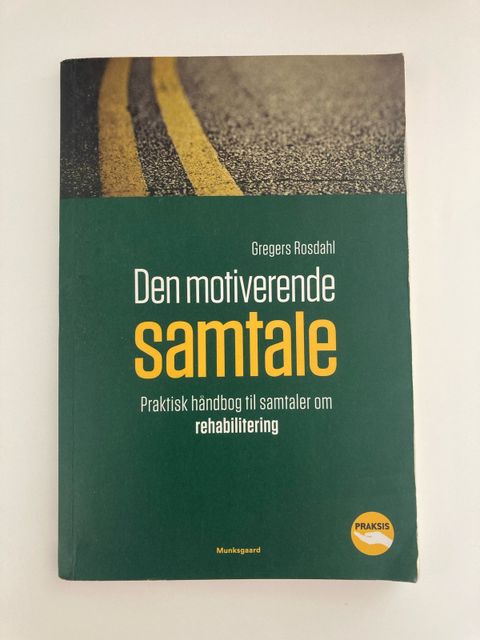 Gregers Rosdahl
Den motiverende
samtale
Praktisk håndbog til samtaler om
rehabilitering
PRAKSIS
Munksgaard